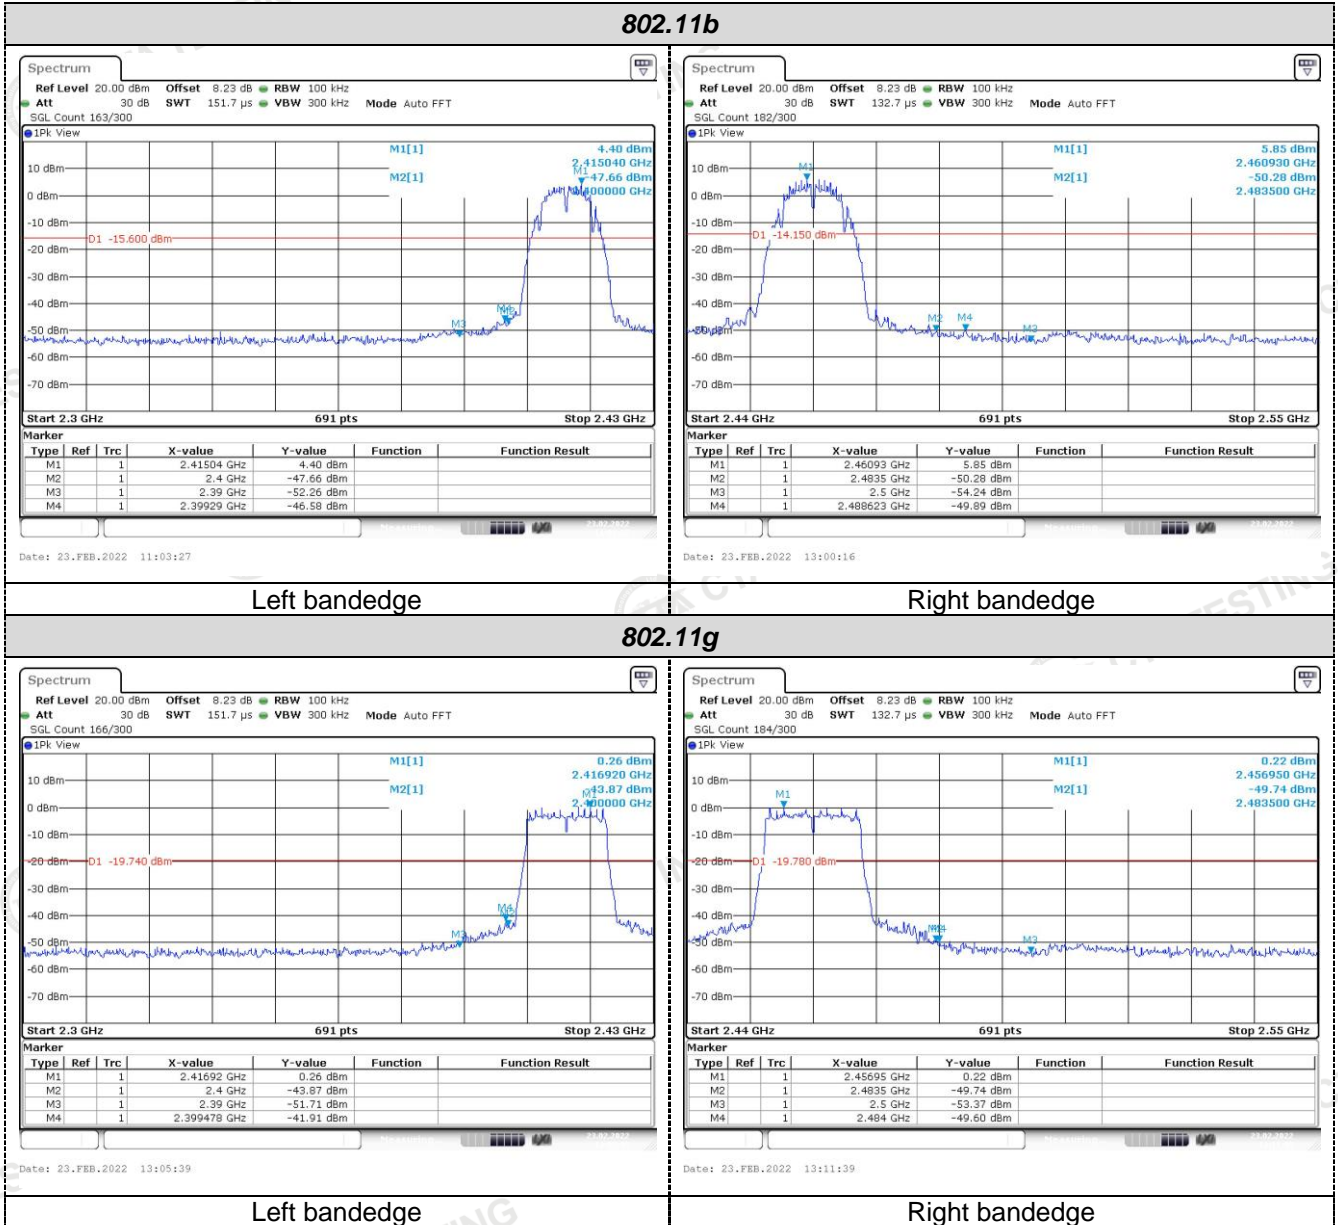 802.11b
Spectrum
Ref Level 20.00 dBm Offset 8.23 dB RBW 100 kHz
Att 30 dB SWT 151.7 µs VBW 300 kHz Mode Auto FFT
SGL Count 163/300
1Pk View
M1[1] 4.40 dBm
2.415040 GHz
M2[1] -47.66 dBm
2.400000 GHz
M1
10 dBm
0 dBm
-10 dBm
D1 -15.600 dBm
-20 dBm
-30 dBm
-40 dBm
M4
M2
M3
-50 dBm
-60 dBm
-70 dBm
Start 2.3 GHz 691 pts Stop 2.43 GHz
Marker
Type Ref Trc X-value Y-value Function Function Result
M1 1 2.41504 GHz 4.40 dBm
M2 1 2.4 GHz -47.66 dBm
M3 1 2.39 GHz -52.26 dBm
M4 1 2.39929 GHz -46.58 dBm
23.02.2022
Date: 23.FEB.2022 11:03:27
Spectrum
Ref Level 20.00 dBm Offset 8.23 dB RBW 100 kHz
Att 30 dB SWT 132.7 µs VBW 300 kHz Mode Auto FFT
SGL Count 182/300
1Pk View
M1[1] 5.85 dBm
2.460930 GHz
M2[1] -50.28 dBm
2.483500 GHz
M1
10 dBm
0 dBm
-10 dBm
D1 -14.150 dBm
-20 dBm
-30 dBm
-40 dBm
M2 M4
M3
-50 dBm
-60 dBm
-70 dBm
Start 2.44 GHz 691 pts Stop 2.55 GHz
Marker
Type Ref Trc X-value Y-value Function Function Result
M1 1 2.46093 GHz 5.85 dBm
M2 1 2.4835 GHz -50.28 dBm
M3 1 2.5 GHz -54.24 dBm
M4 1 2.488623 GHz -49.89 dBm
23.02.2022
Date: 23.FEB.2022 13:00:16
Left bandedge Right bandedge
802.11g
Spectrum
Ref Level 20.00 dBm Offset 8.23 dB RBW 100 kHz
Att 30 dB SWT 151.7 µs VBW 300 kHz Mode Auto FFT
SGL Count 166/300
1Pk View
M1[1] 0.26 dBm
2.416920 GHz
M2[1] -43.87 dBm
2.400000 GHz
M1
10 dBm
0 dBm
-10 dBm
-20 dBm
D1 -19.740 dBm
-30 dBm
-40 dBm
M4
M2
M3
-50 dBm
-60 dBm
-70 dBm
Start 2.3 GHz 691 pts Stop 2.43 GHz
Marker
Type Ref Trc X-value Y-value Function Function Result
M1 1 2.41692 GHz 0.26 dBm
M2 1 2.4 GHz -43.87 dBm
M3 1 2.39 GHz -51.71 dBm
M4 1 2.399478 GHz -41.91 dBm
23.02.2022
Date: 23.FEB.2022 13:05:39
Spectrum
Ref Level 20.00 dBm Offset 8.23 dB RBW 100 kHz
Att 30 dB SWT 132.7 µs VBW 300 kHz Mode Auto FFT
SGL Count 184/300
1Pk View
M1[1] 0.22 dBm
2.456950 GHz
M2[1] -49.74 dBm
2.483500 GHz
M1
10 dBm
0 dBm
-10 dBm
-20 dBm
D1 -19.780 dBm
-30 dBm
-40 dBm
M4
M3
-50 dBm
-60 dBm
-70 dBm
Start 2.44 GHz 691 pts Stop 2.55 GHz
Marker
Type Ref Trc X-value Y-value Function Function Result
M1 1 2.45695 GHz 0.22 dBm
M2 1 2.4835 GHz -49.74 dBm
M3 1 2.5 GHz -53.37 dBm
M4 1 2.484 GHz -49.60 dBm
23.02.2022
Date: 23.FEB.2022 13:11:39
Left bandedge Right bandedge